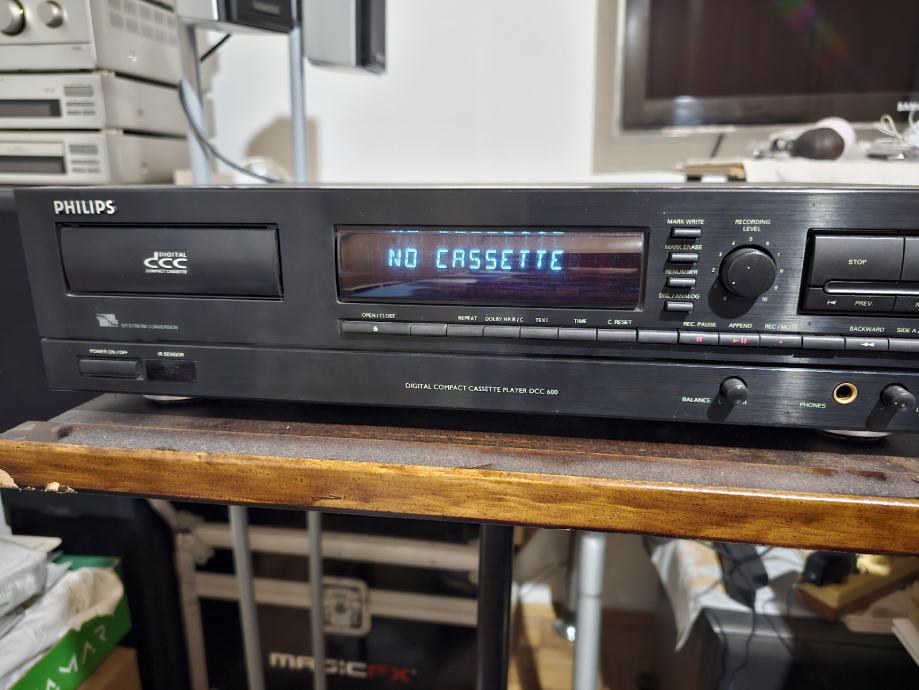 PHILIPS
DIGITAL
dcc
COMPACT CASSETTE
BITSTREAM CONVERSION
POWER ON/OFF
IR SENSOR
NO CASSETTE
OPEN/CLOSE
REPEAT
DOLBY NR B/C
TEXT
TIME
C. RESET
REC. PAUSE
APPEND
REC/MUTE
BACKWARD
SIDE A/
MARK WRITE
MARK ERASE
RENUMBER
DIG./ANALOG
RECORDING
LEVEL
STOP
PREV.
DIGITAL COMPACT CASSETTE PLAYER DCC 600
BALANCE
PHONES
MAGICFX